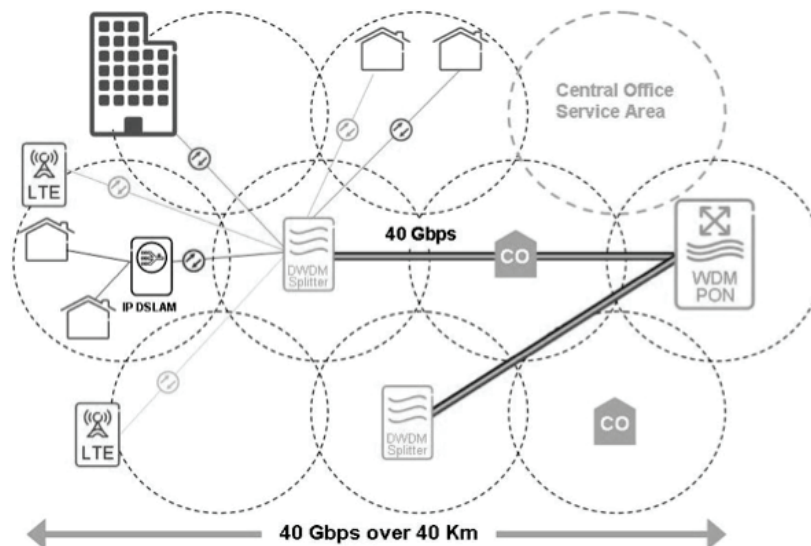 Central Office
Service Area
LTE
40 Gbps
CO
DWDM
Splitter
WDM
PON
IP DSLAM
LTE
DWDM
Splitter
CO
40 Gbps over 40 Km